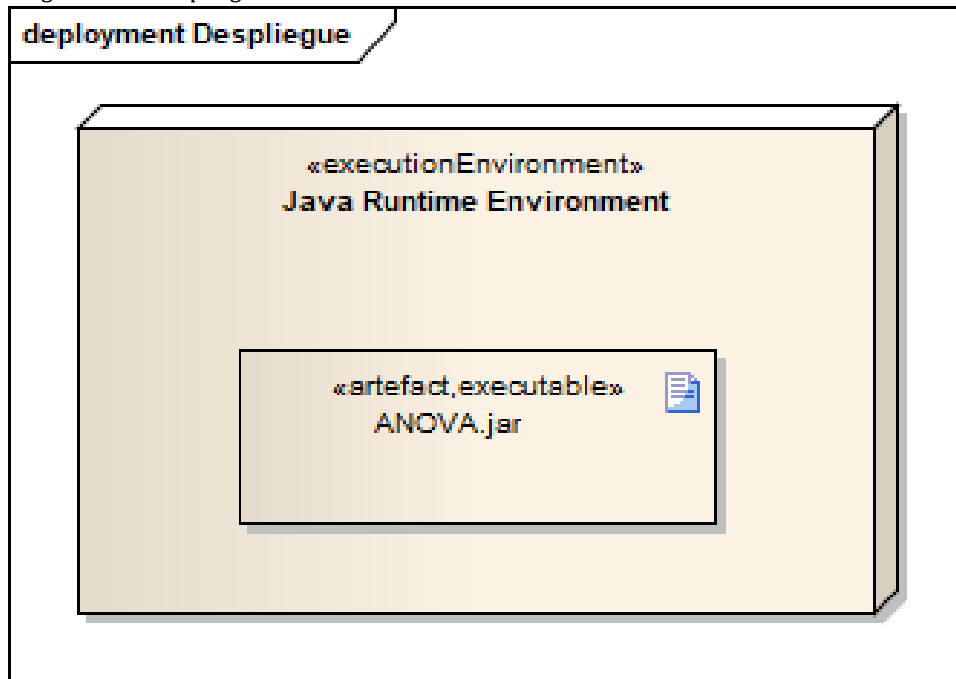 deployment Despliegue
«executionEnvironment»
Java Runtime Environment
«artefact,executable»
ANOVA.jar